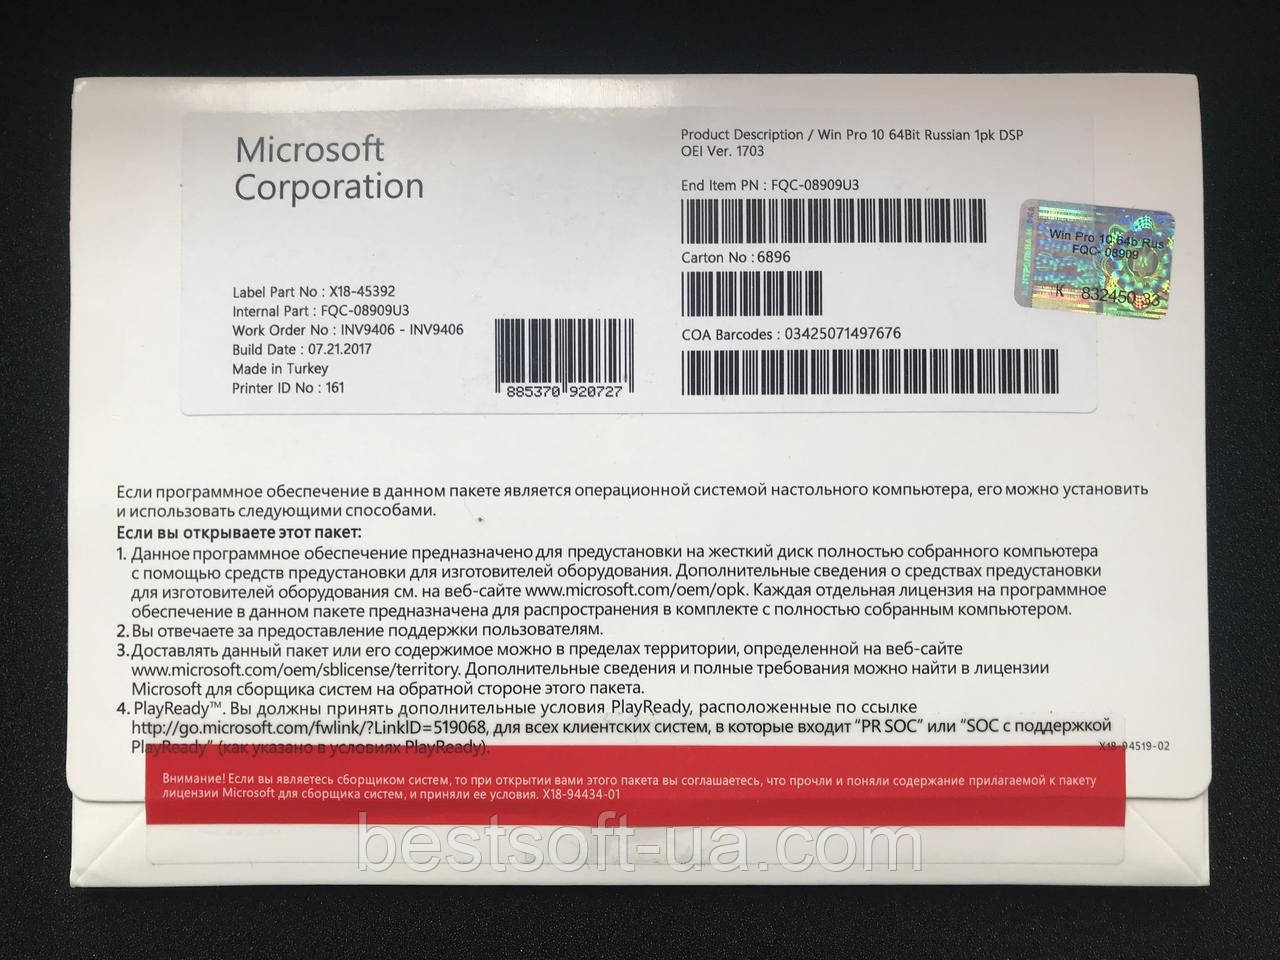 Microsoft
Corporation
Label Part No : X18-45392
Internal Part : FQC-08909U3
Work Order No : INV9406 - INV9406
Build Date : 07.21.2017
Made in Turkey
Printer ID No : 161
885370 920727
Product Description / Win Pro 10 64Bit Russian 1pk DSP
OEI Ver. 1703
End Item PN : FQC-08909U3
Carton No : 6896
COA Barcodes : 03425071497676
Win Pro 10 64b Rus
FQC- 08909
К 832450 33
Если программное обеспечение в данном пакете является операционной системой настольного компьютера, его можно установить
и использовать следующими способами.
Если вы открываете этот пакет:
1. Данное программное обеспечение предназначено для предустановки на жесткий диск полностью собранного компьютера
с помощью средств предустановки для изготовителей оборудования. Дополнительные сведения о средствах предустановки
для изготовителей оборудования см. на веб-сайте www.microsoft.com/oem/opk. Каждая отдельная лицензия на программное
обеспечение в данном пакете предназначена для распространения в комплекте с полностью собранным компьютером.
2. Вы отвечаете за предоставление поддержки пользователям.
3. Доставлять данный пакет или его содержимое можно в пределах территории, определенной на веб-сайте
www.microsoft.com/oem/sblicense/territory. Дополнительные сведения и полные требования можно найти в лицензии
Microsoft для сборщика систем на обратной стороне этого пакета.
4. PlayReady™. Вы должны принять дополнительные условия PlayReady, расположенные по ссылке
http://go.microsoft.com/fwlink/?LinkID=519068, для всех клиентских систем, в которые входит "PR SOC" или "SOC с поддержкой
PlayReady" (как указано в условиях PlayReady).
X18-94519-02
Внимание! Если вы являетесь сборщиком систем, то при открытии вами этого пакета вы соглашаетесь, что прочли и поняли содержание прилагаемой к пакету
лицензии Microsoft для сборщика систем, и приняли ее условия. X18-94434-01
bestsoft-ua.com